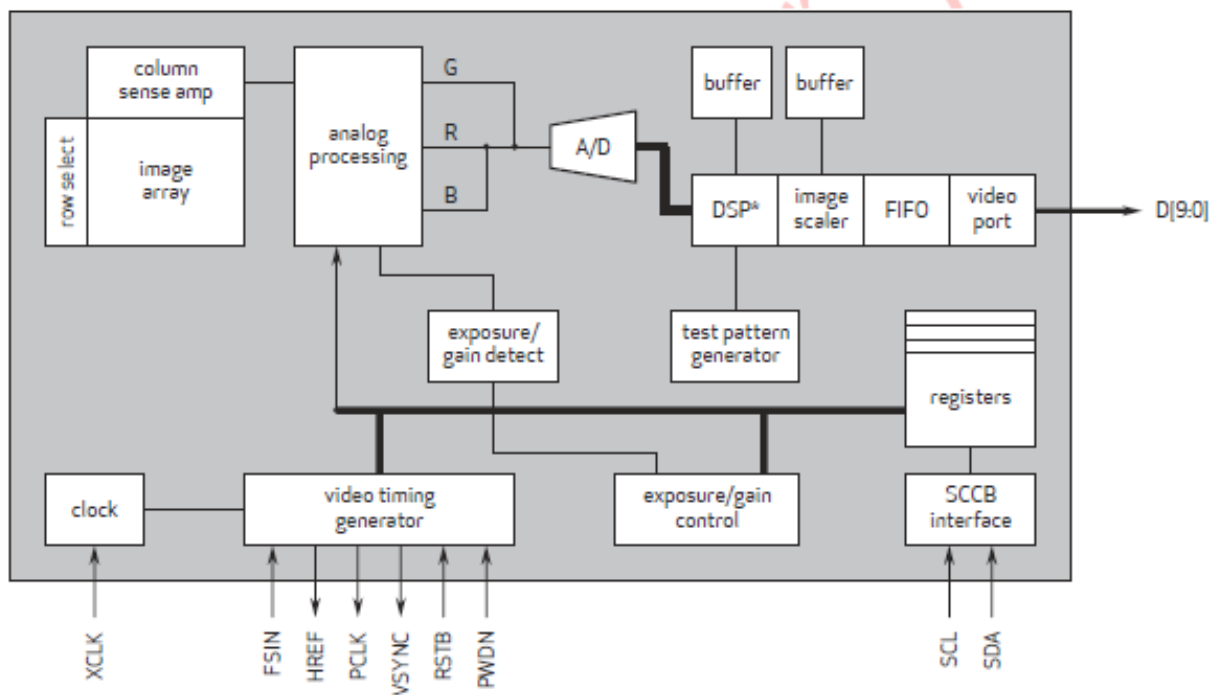 column
sense amp
row select
image
array
analog
processing
G
R
B
A/D
buffer
buffer
DSP*
image
scaler
FIFO
video
port
D[9:0]
exposure/
gain detect
test pattern
generator
registers
clock
video timing
generator
exposure/gain
control
SCCB
interface
XCLK
FSIN
HREF
PCLK
VSYNC
RSTB
PWDN
SCL
SDA